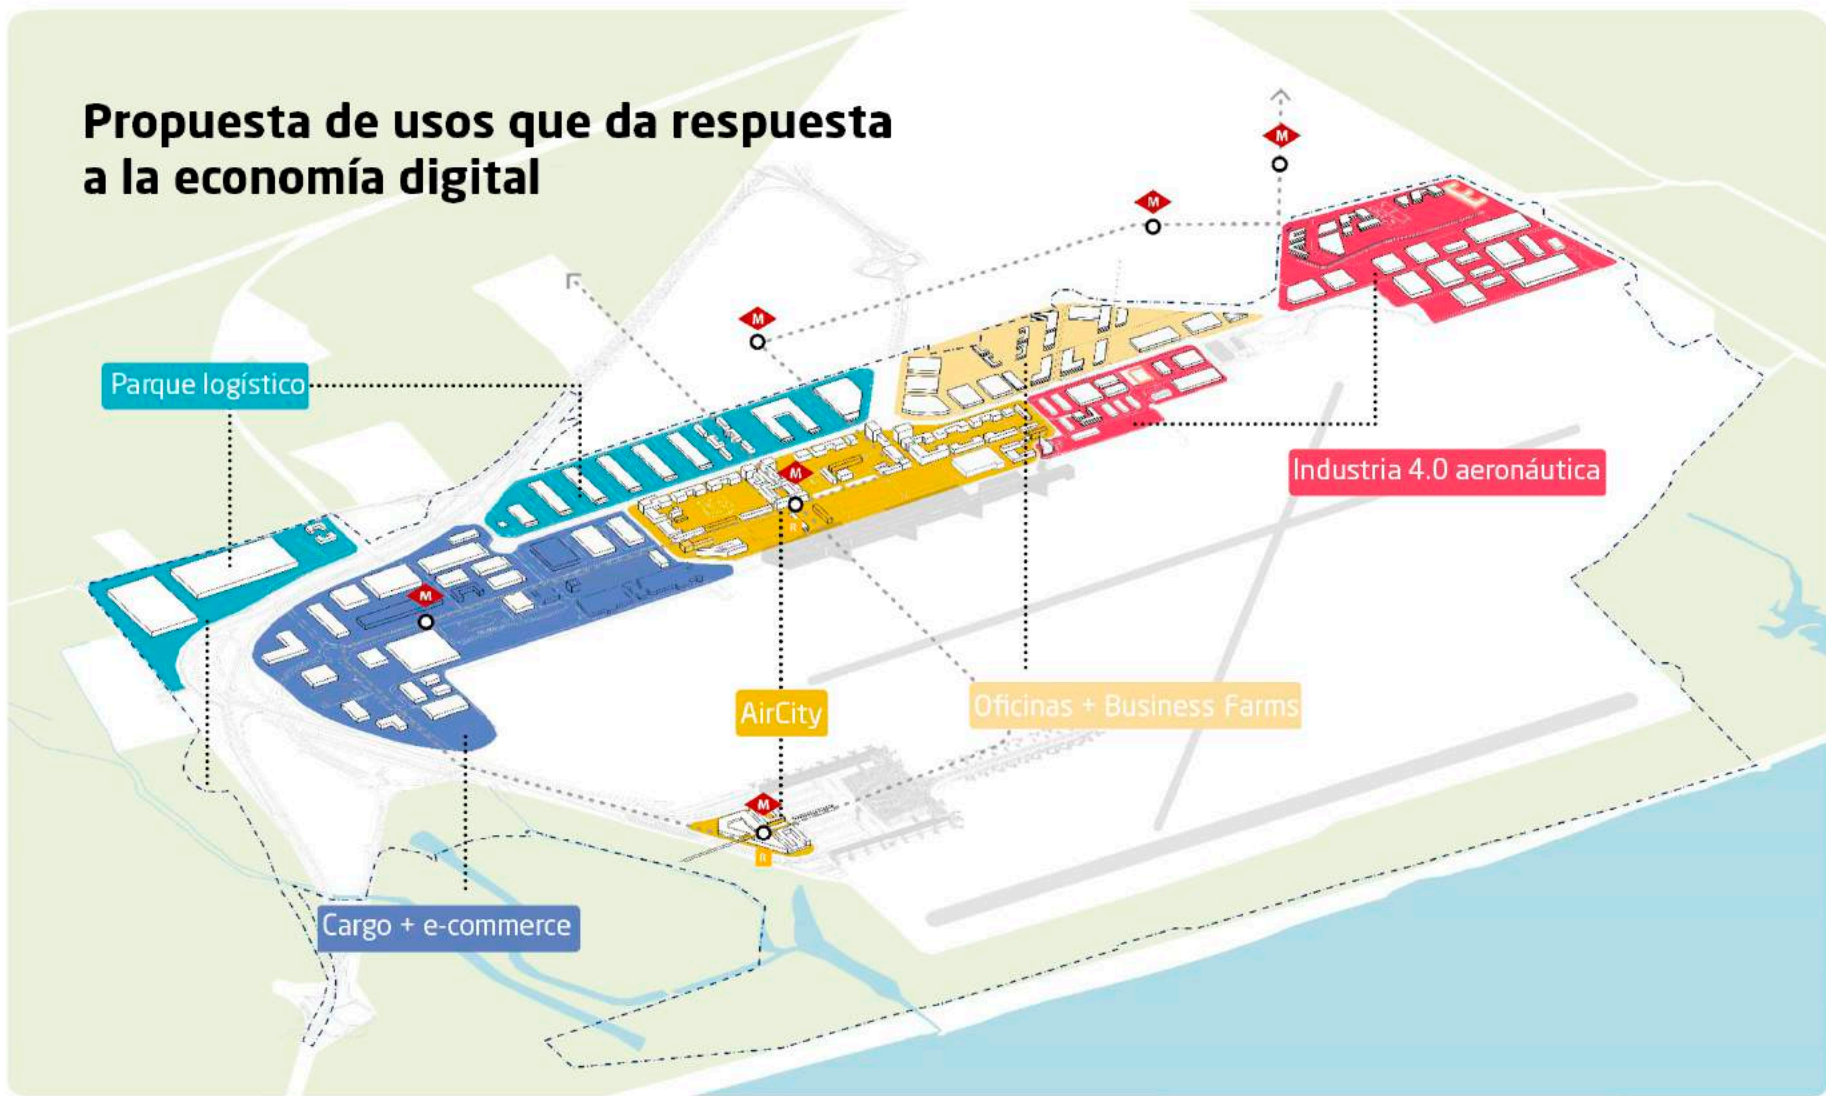 Propuesta de usos que da respuesta
a la economía digital
M
M
M
Parque logístico
Industria 4.0 aeronáutica
M
R
M
AirCity
Oficinas + Business Farms
M
R
Cargo + e-commerce